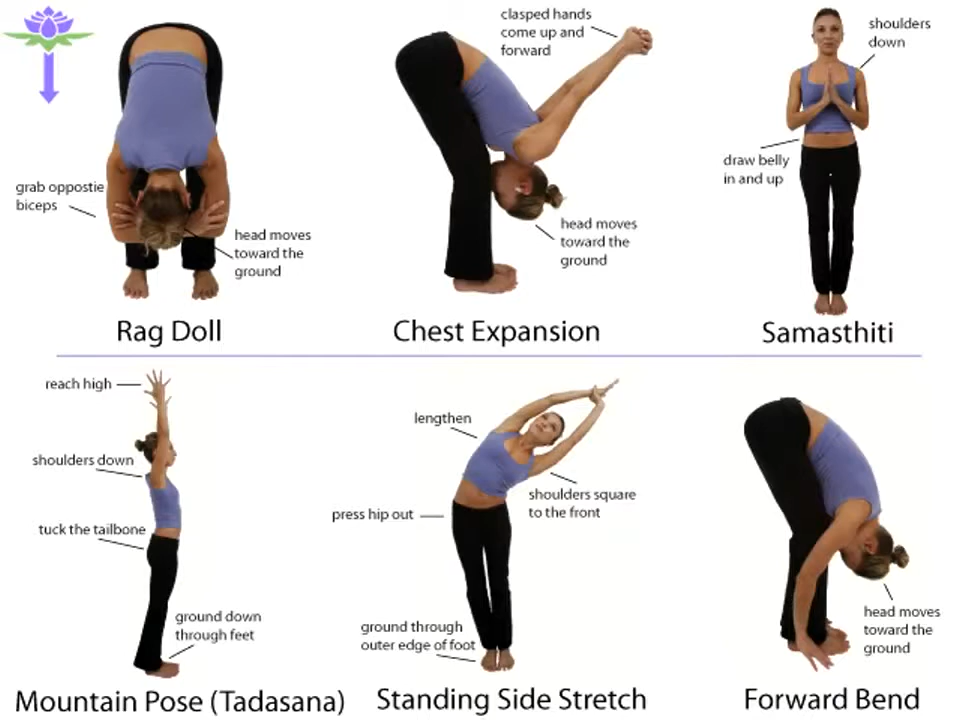 clasped hands
come up and
forward
shoulders
down
grab oppostie
biceps
head moves
toward the
ground
head moves
toward the
ground
draw belly
in and up
Rag Doll
Chest Expansion
Samasthiti
reach high
shoulders down
tuck the tailbone
ground down
through feet
lengthen
shoulders square
to the front
press hip out
ground through
outer edge of foot
head moves
toward the
ground
Mountain Pose (Tadasana)
Standing Side Stretch
Forward Bend